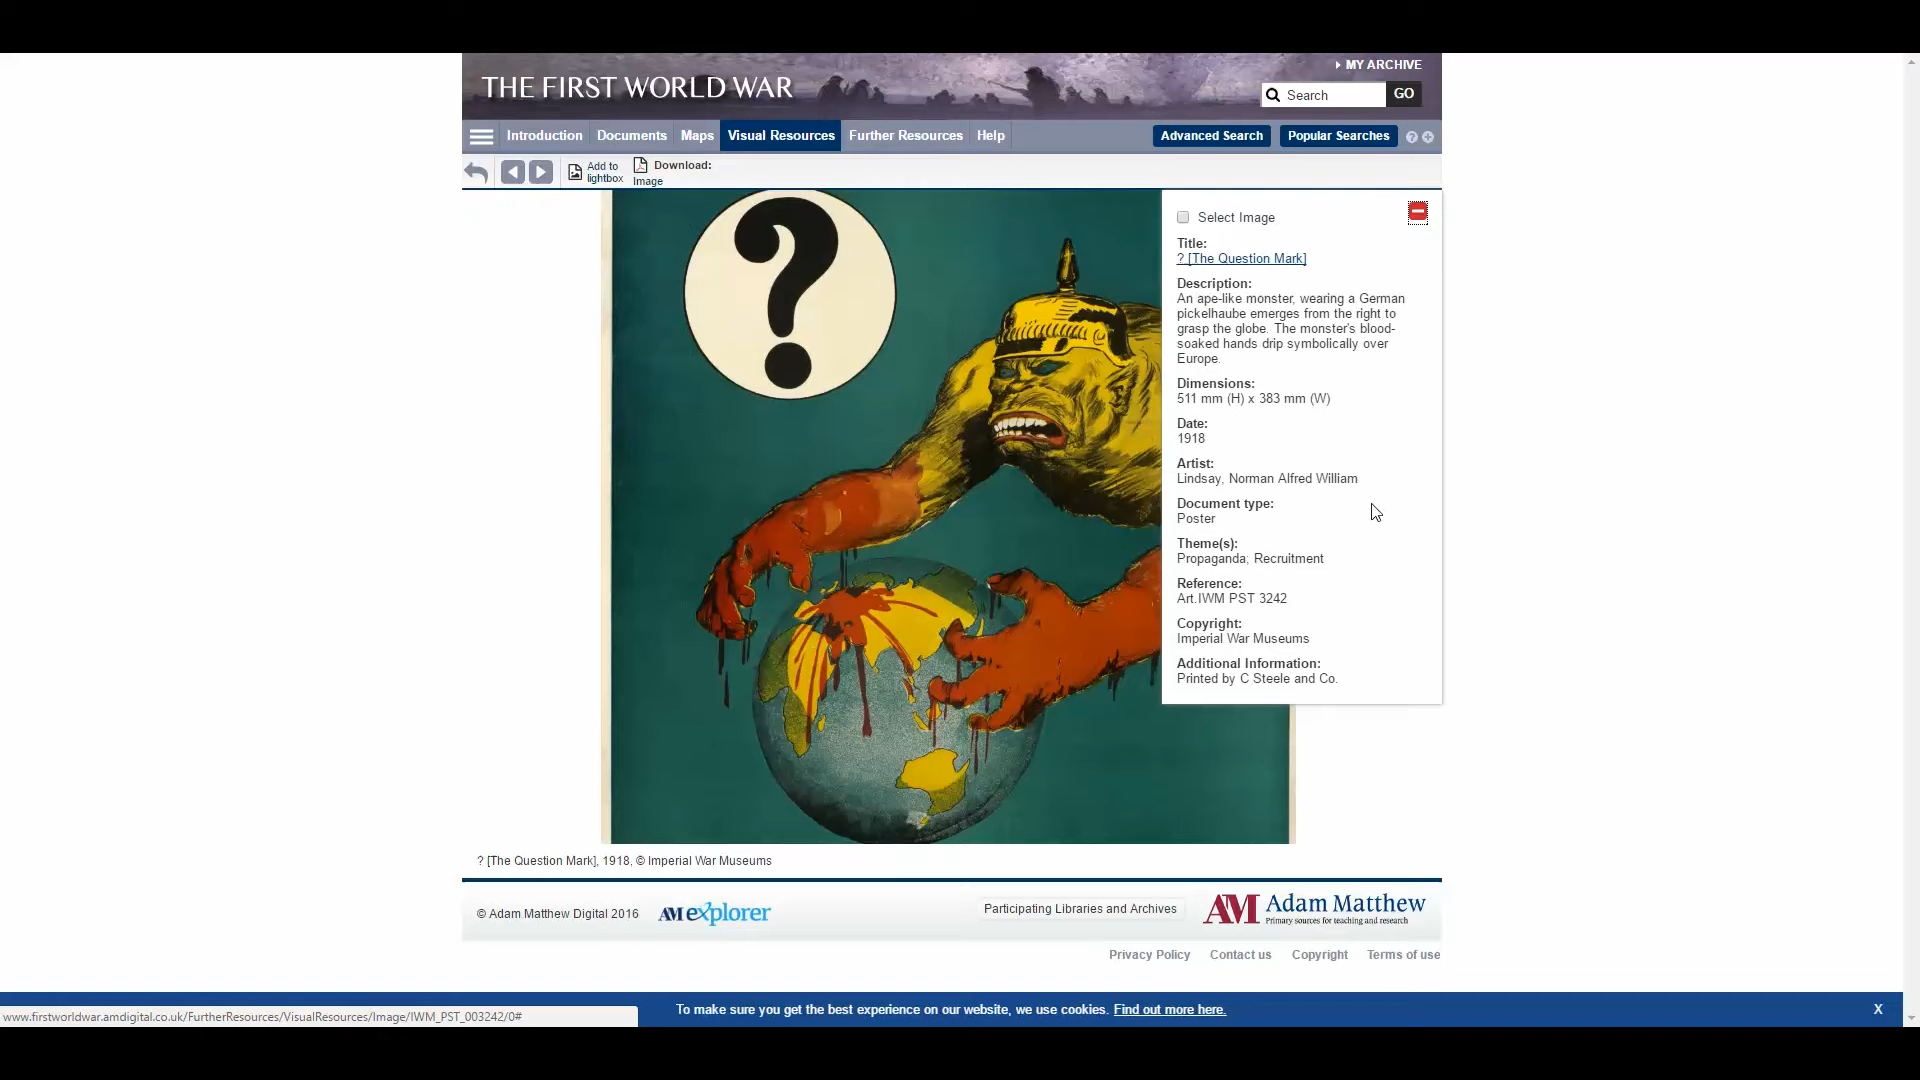 THE FIRST WORLD WAR
MY ARCHIVE
Search
GO
Introduction Documents Maps Visual Resources Further Resources Help
Advanced Search Popular Searches ? +
Add to
lightbox
Download:
Image
?
Select Image
Title:
? [The Question Mark]
Description:
An ape-like monster, wearing a German
pickelhaube emerges from the right to
grasp the globe. The monster's blood-
soaked hands drip symbolically over
Europe.
Dimensions:
511 mm (H) x 383 mm (W)
Date:
1918
Artist:
Lindsay, Norman Alfred William
Document type:
Poster
Theme(s):
Propaganda; Recruitment
Reference:
Art.IWM PST 3242
Copyright:
Imperial War Museums
Additional Information:
Printed by C Steele and Co.
? [The Question Mark], 1918, © Imperial War Museums
© Adam Matthew Digital 2016
AM explorer
Participating Libraries and Archives
AM Adam Matthew
Primary sources for teaching and research
Privacy Policy Contact us Copyright Terms of use
To make sure you get the best experience on our website, we use cookies. Find out more here.
X
www.firstworldwar.amdigital.co.uk/FurtherResources/VisualResources/Image/IWM_PST_003242/0#